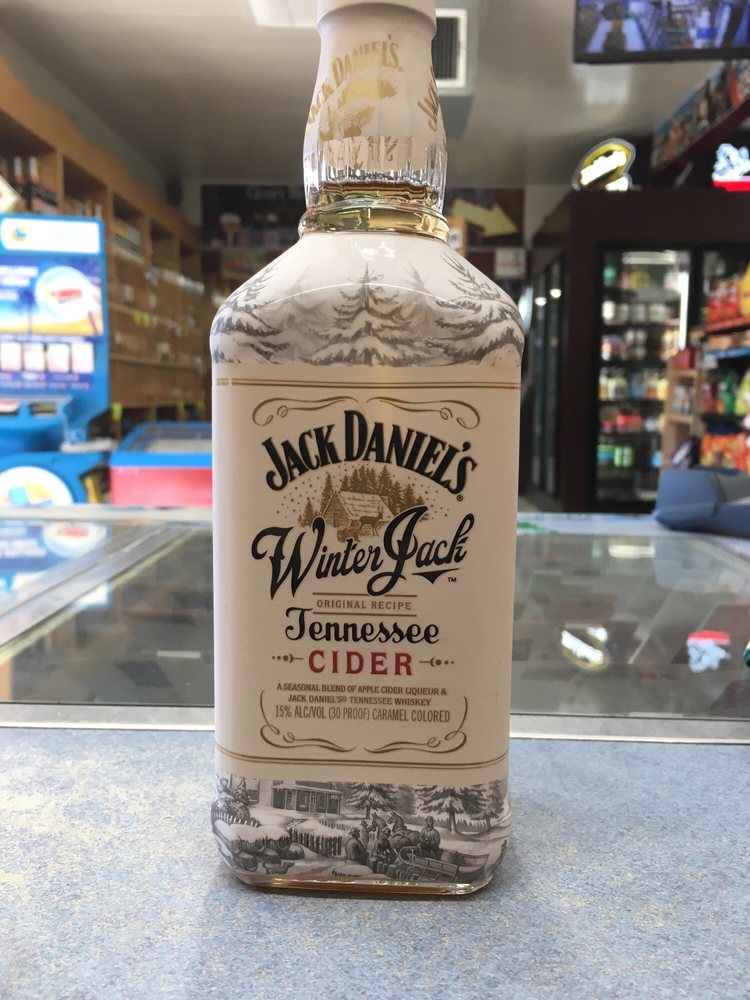 JACK DANIEL'S
JACK DANIEL'S®
Winter Jack™
ORIGINAL RECIPE
Tennessee
CIDER
A SEASONAL BLEND OF APPLE CIDER LIQUEUR &
JACK DANIEL'S® TENNESSEE WHISKEY
15% ALC/VOL (30 PROOF) CARAMEL COLORED